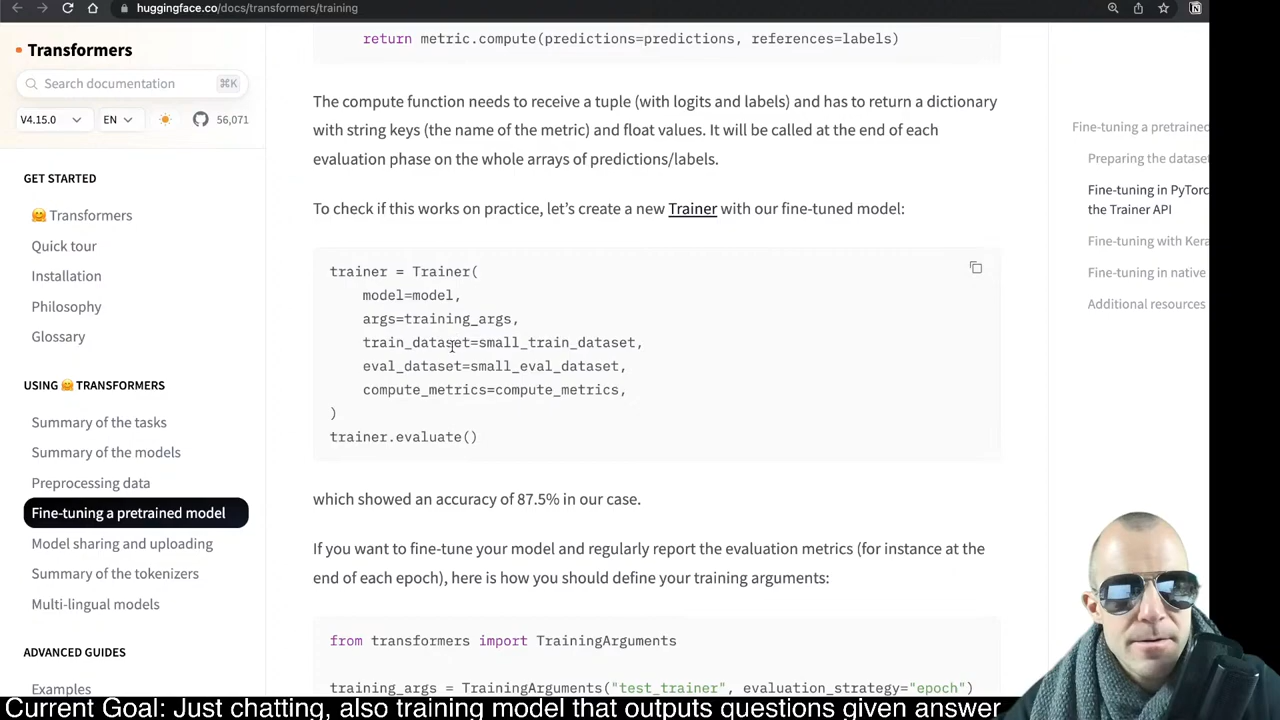 huggingface.co/docs/transformers/training
Transformers
Search documentation ⌘K
V4.15.0 EN 56,071
GET STARTED
🤗 Transformers
Quick tour
Installation
Philosophy
Glossary
USING 🤗 TRANSFORMERS
Summary of the tasks
Summary of the models
Preprocessing data
Fine-tuning a pretrained model
Model sharing and uploading
Summary of the tokenizers
Multi-lingual models
ADVANCED GUIDES
Examples
return metric.compute(predictions=predictions, references=labels)
The compute function needs to receive a tuple (with logits and labels) and has to return a dictionary
with string keys (the name of the metric) and float values. It will be called at the end of each
evaluation phase on the whole arrays of predictions/labels.
To check if this works on practice, let's create a new Trainer with our fine-tuned model:
trainer = Trainer(
model=model,
args=training_args,
train_dataset=small_train_dataset,
eval_dataset=small_eval_dataset,
compute_metrics=compute_metrics,
)
trainer.evaluate()
which showed an accuracy of 87.5% in our case.
If you want to fine-tune your model and regularly report the evaluation metrics (for instance at the
end of each epoch), here is how you should define your training arguments:
from transformers import TrainingArguments
training_args = TrainingArguments("test_trainer", evaluation_strategy="epoch")
Fine-tuning a pretrained
Preparing the dataset
Fine-tuning in PyTorc
the Trainer API
Fine-tuning with Kera
Fine-tuning in native
Additional resources
Current Goal: Just chatting, also training model that outputs questions given answer